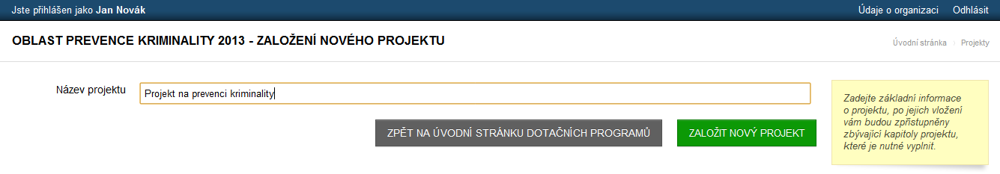 Jste přihlášen jako Jan Novák
Údaje o organizaci
Odhlásit
OBLAST PREVENCE KRIMINALITY 2013 - ZALOŽENÍ NOVÉHO PROJEKTU
Úvodní stránka
Projekty
Název projektu
Projekt na prevenci kriminality
ZPĚT NA ÚVODNÍ STRÁNKU DOTAČNÍCH PROGRAMŮ
ZALOŽIT NOVÝ PROJEKT
Zadejte základní informace
o projektu, po jejich vložení
vám budou zpřístupněny
zbývající kapitoly projektu,
které je nutné vyplnit.